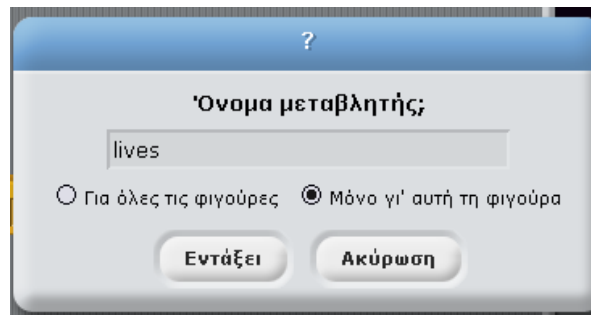 ?
Όνομα μεταβλητής;
lives
Για όλες τις φιγούρες Μόνο γι' αυτή τη φιγούρα
Εντάξει Ακύρωση